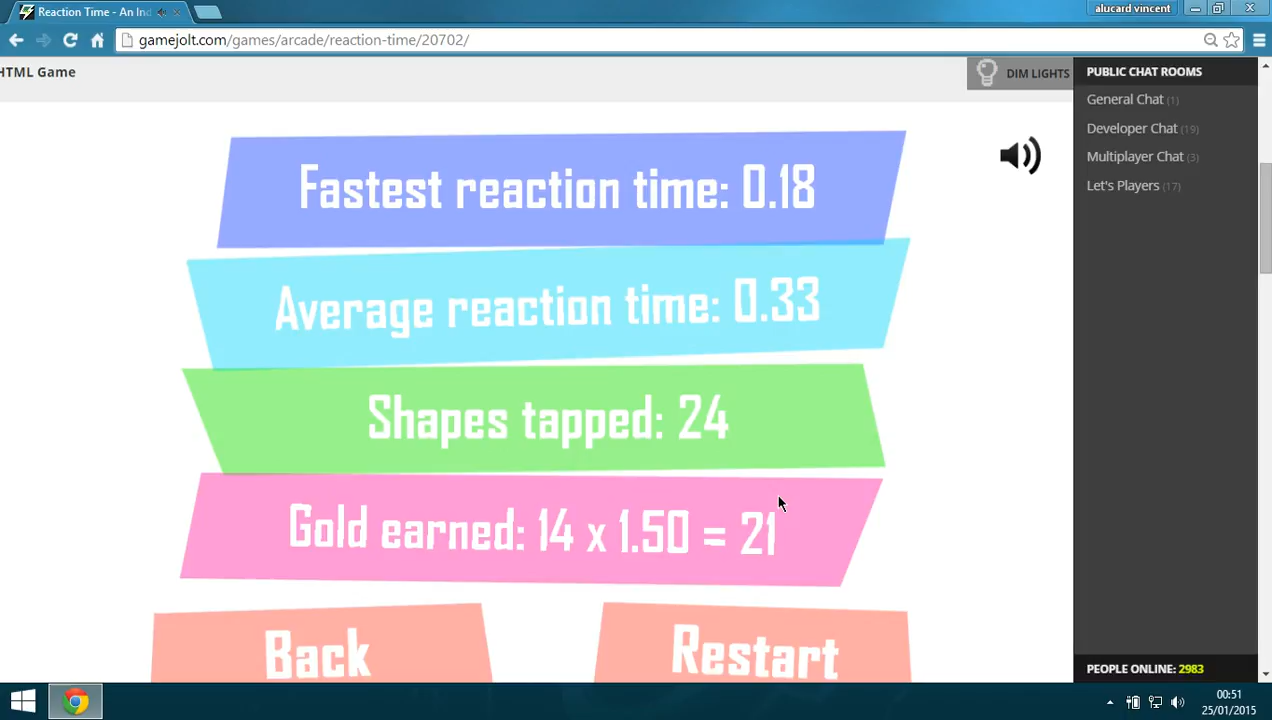 Reaction Time - An Ind
alucard vincent
gamejolt.com/games/arcade/reaction-time/20702/
HTML Game
DIM LIGHTS
PUBLIC CHAT ROOMS
General Chat (1)
Developer Chat (19)
Multiplayer Chat (3)
Let's Players (17)
Fastest reaction time: 0.18
Average reaction time: 0.33
Shapes tapped: 24
Gold earned: 14 x 1.50 = 21
Back
Restart
PEOPLE ONLINE: 2983
00:51
25/01/2015